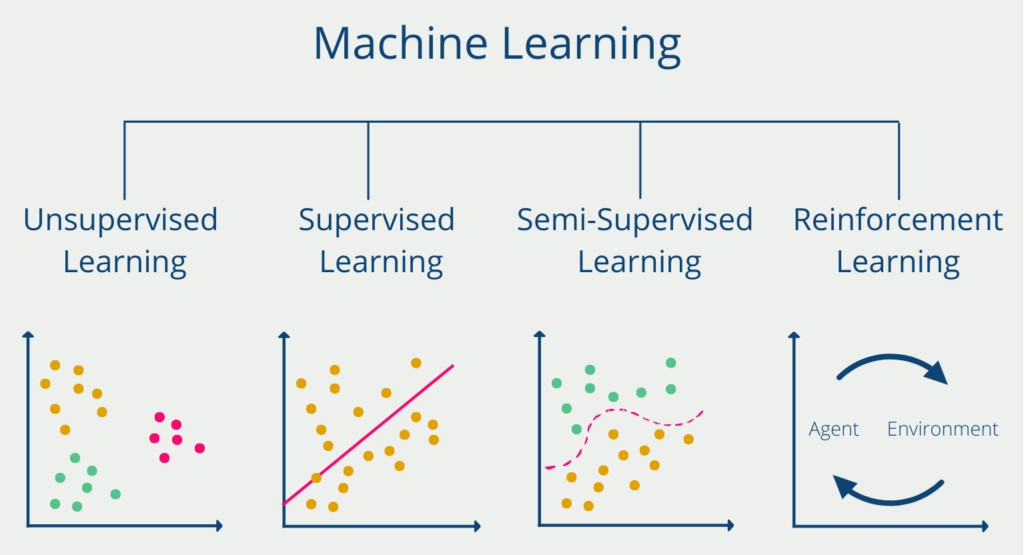 Machine Learning
Unsupervised
Learning
Supervised
Learning
Semi-Supervised
Learning
Reinforcement
Learning
Agent
Environment